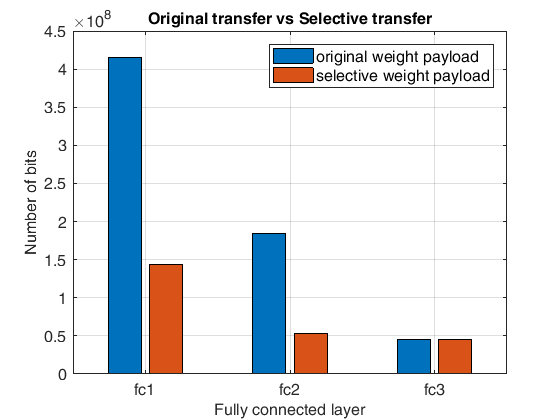 Original transfer vs Selective transfer
×10^8
4.5
4
3.5
3
2.5
2
1.5
1
0.5
0
Number of bits
original weight payload
selective weight payload
fc1 fc2 fc3
Fully connected layer